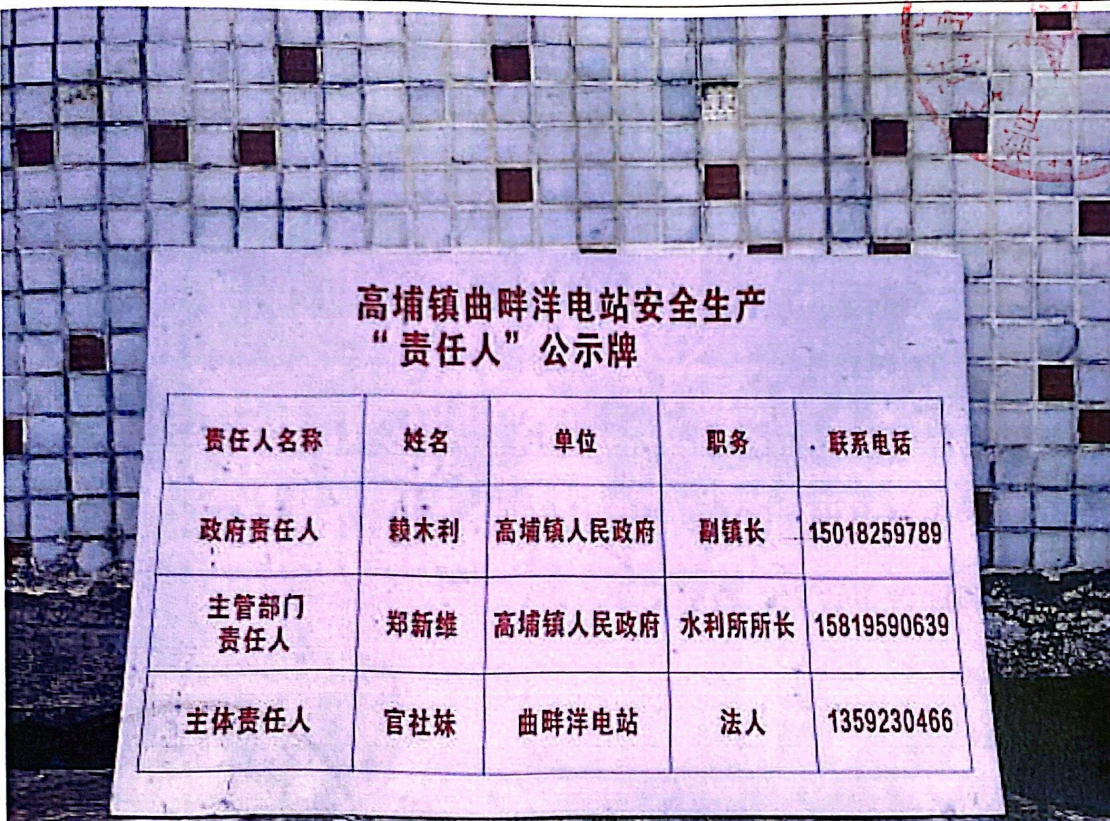 高埔镇曲畔洋电站安全生产
“责任人”公示牌
责任人名称 姓名 单位 职务 联系电话
政府责任人 赖木利 高埔镇人民政府 副镇长 15018259789
主管部门
责任人 郑新维 高埔镇人民政府 水利所所长 15819590639
主体责任人 官社妹 曲畔洋电站 法人 1359230466